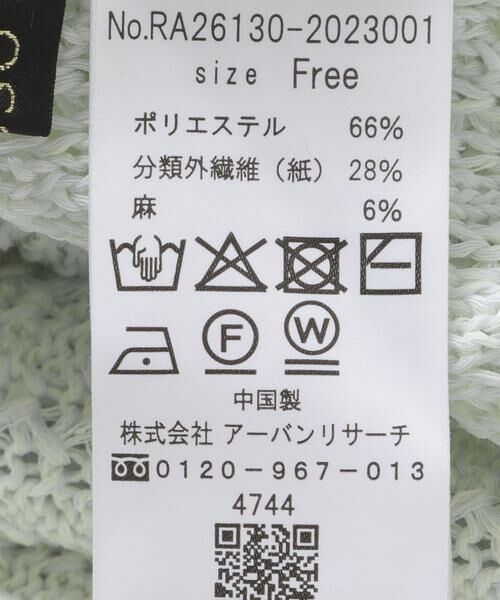 No.RA26130-2023001
size Free
ポリエステル 66%
分類外繊維（紙） 28%
麻 6%
F W
中国製
株式会社 アーバンリサーチ
0120-967-013
4744